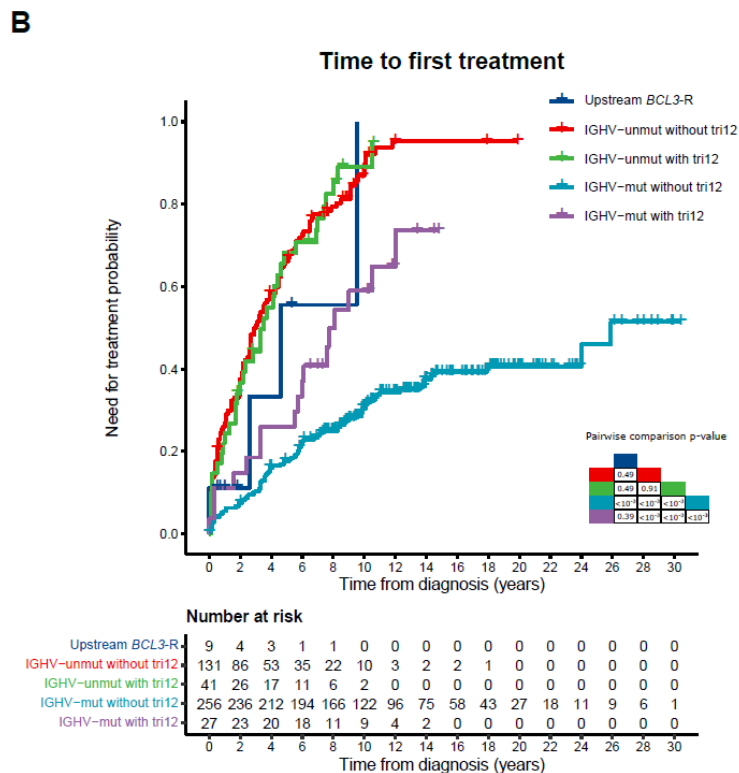 B
Time to first treatment
Upstream BCL3-R
IGHV-unmut without tri12
IGHV-unmut with tri12
IGHV-mut without tri12
IGHV-mut with tri12
Need for treatment probability
1.0
0.8
0.6
0.4
0.2
0.0
Pairwise comparison p-value
0.49
0.49 0.91
<10⁻³ <10⁻³ <10⁻³
0.39 <10⁻³ <10⁻³ <10⁻³
0 2 4 6 8 10 12 14 16 18 20 22 24 26 28 30
Time from diagnosis (years)
Number at risk
Upstream BCL3-R 9 4 3 1 1 0 0 0 0 0 0 0 0 0 0 0
IGHV-unmut without tri12 131 86 53 35 22 10 3 2 2 1 0 0 0 0 0 0
IGHV-unmut with tri12 41 26 17 11 6 2 0 0 0 0 0 0 0 0 0 0
IGHV-mut without tri12 256 236 212 194 166 122 96 75 58 43 27 18 11 9 6 1
IGHV-mut with tri12 27 23 20 18 11 9 4 2 0 0 0 0 0 0 0 0
0 2 4 6 8 10 12 14 16 18 20 22 24 26 28 30
Time from diagnosis (years)